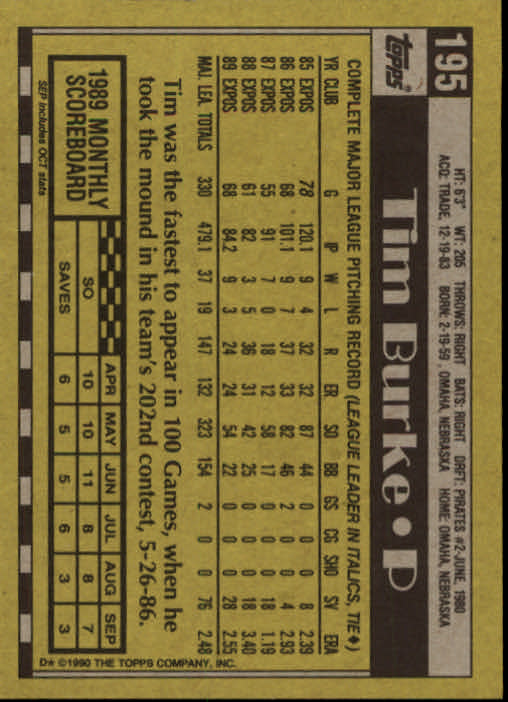 195
HT: 6'3" WT: 205 THROWS: RIGHT BATS: RIGHT DRFT: PIRATES #2-JUNE, 1980
ACQ: TRADE, 12-19-83 BORN: 2-19-59, OMAHA, NEBRASKA HOME: OMAHA, NEBRASKA
TOPPS®
Tim Burke • P
COMPLETE MAJOR LEAGUE PITCHING RECORD (LEAGUE LEADER IN ITALICS, TIE♦)
YR CLUB G IP W L R ER SO BB GS CG SHO SV ERA
85 EXPOS 78 120.1 9 4 32 32 87 44 0 0 0 8 2.39
86 EXPOS 68 101.1 9 7 37 33 82 46 2 0 0 4 2.93
87 EXPOS 55 91 7 0 18 12 58 17 0 0 0 18 1.19
88 EXPOS 61 82 3 5 36 31 42 25 0 0 0 18 3.40
89 EXPOS 68 84.2 9 3 24 24 54 22 0 0 0 28 2.55
MAJ. LEA. TOTALS 330 479.1 37 19 147 132 323 154 2 0 0 76 2.48
Tim was the fastest to appear in 100 Games, when he
took the mound in his team's 202nd contest, 5-26-86.
1989 MONTHLY
SCOREBOARD
APR MAY JUN JUL AUG SEP
SO 10 10 11 8 8 7
SAVES 6 5 5 6 3 3
SEP includes OCT stats
D* ©1990 THE TOPPS COMPANY, INC.